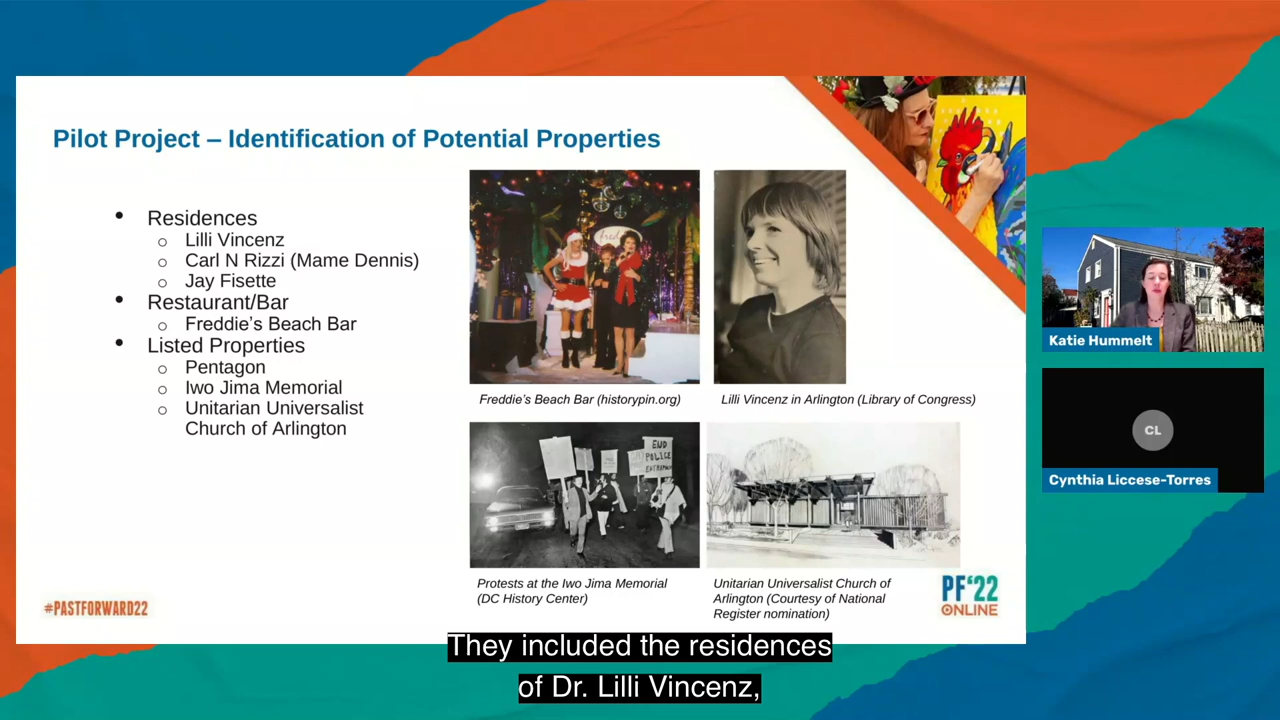 Pilot Project – Identification of Potential Properties
• Residences
o Lilli Vincenz
o Carl N Rizzi (Mame Dennis)
o Jay Fisette
• Restaurant/Bar
o Freddie's Beach Bar
• Listed Properties
o Pentagon
o Iwo Jima Memorial
o Unitarian Universalist
Church of Arlington
Freddie's Beach Bar (historypin.org)
Lilli Vincenz in Arlington (Library of Congress)
END
POLICE
ENTRAPMENT
Protests at the Iwo Jima Memorial
(DC History Center)
Unitarian Universalist Church of
Arlington (Courtesy of National
Register nomination)
#PASTFORWARD22
PF'22
ONLINE
Katie Hummelt
CL
Cynthia Liccese-Torres
They included the residences
of Dr. Lilli Vincenz,